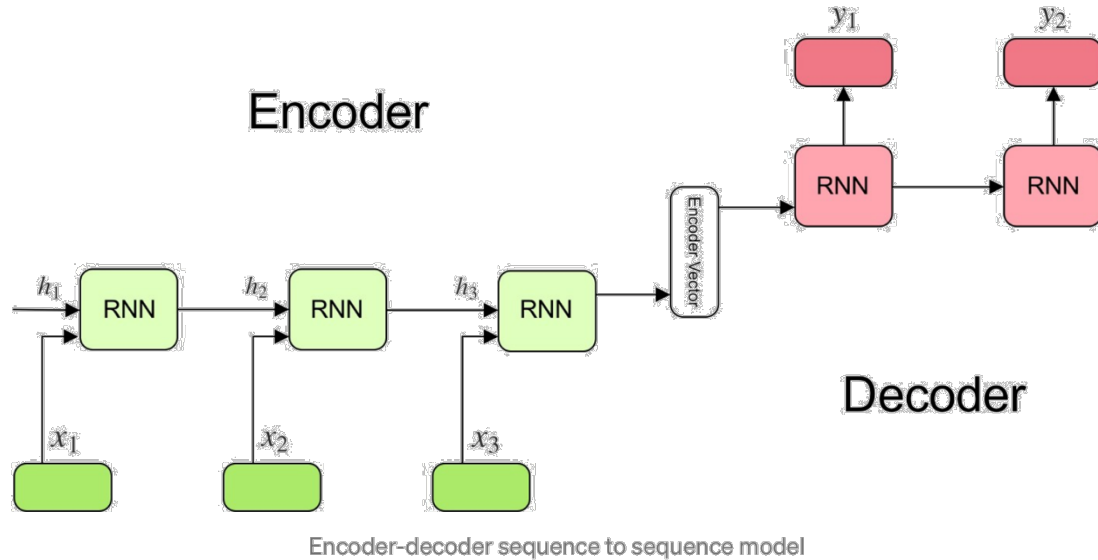 y₁ y₂
Encoder
RNN RNN
Encoder Vector
h₁ RNN h₂ RNN h₃ RNN
Decoder
x₁ x₂ x₃
Encoder-decoder sequence to sequence model